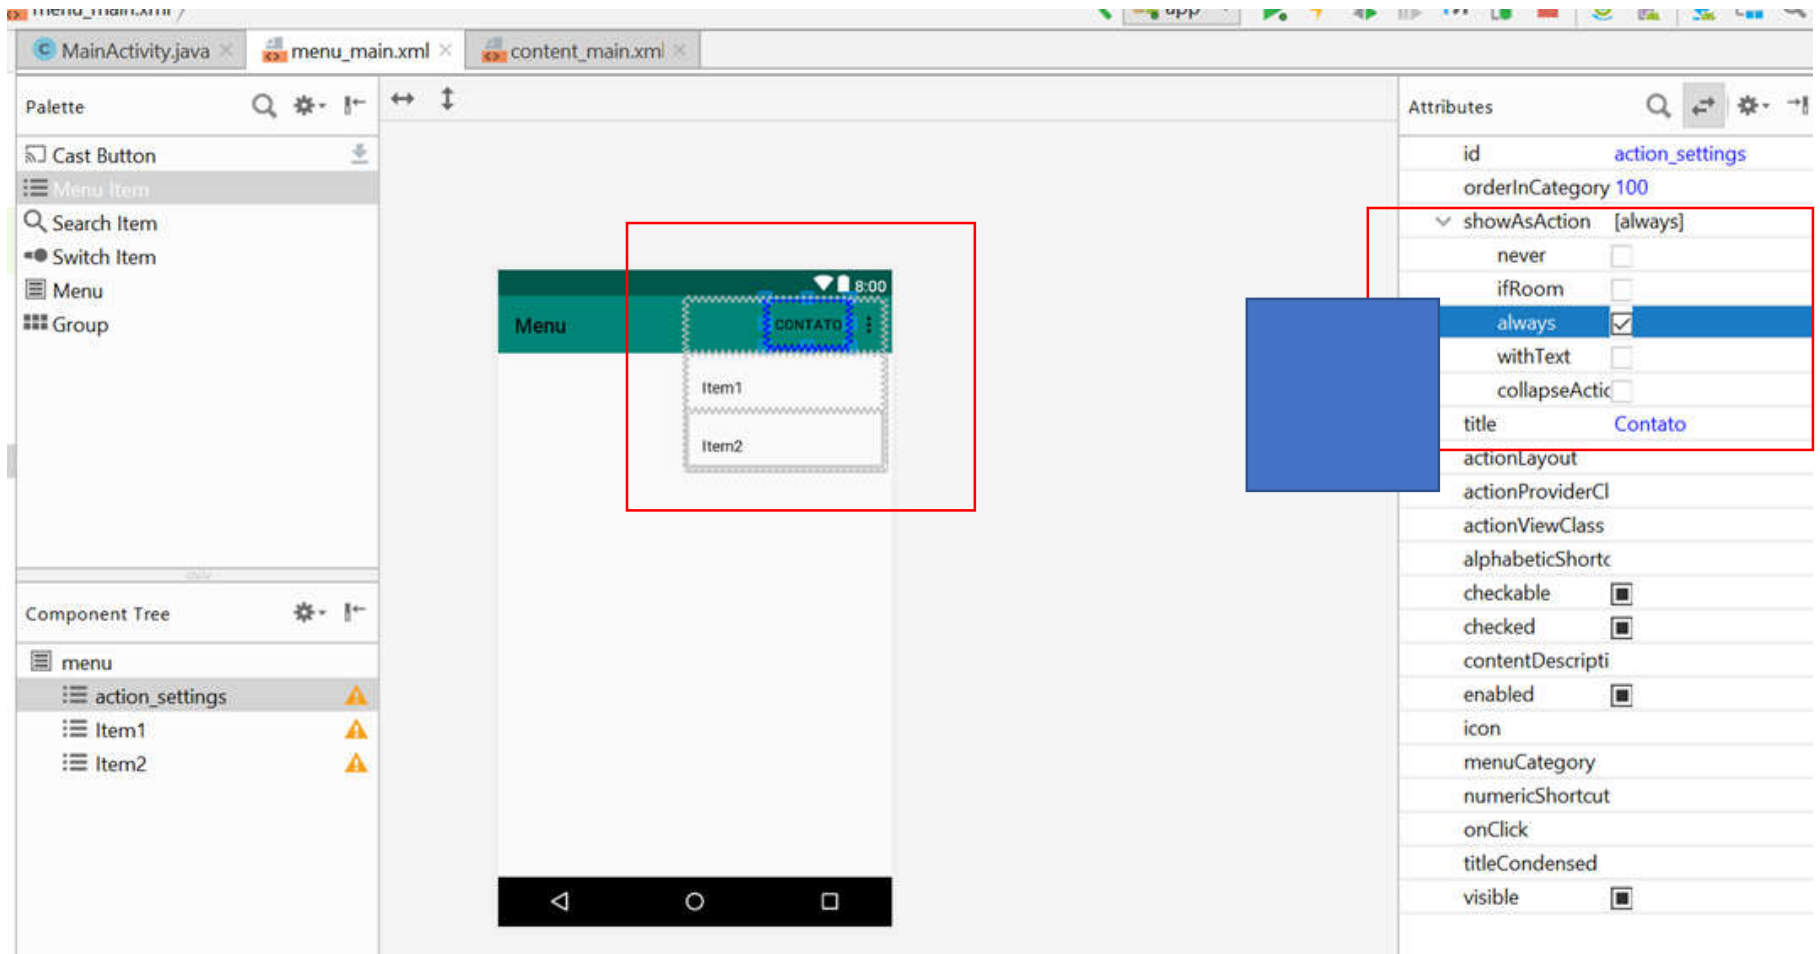 menu_main.xml
app
MainActivity.java
menu_main.xml
content_main.xml
Palette
Cast Button
Menu Item
Search Item
Switch Item
Menu
Group
Component Tree
menu
action_settings
Item1
Item2
8:00
Menu
CONTATO
Item1
Item2
Attributes
id action_settings
orderInCategory 100
showAsAction [always]
never
ifRoom
always
withText
collapseActic
title Contato
actionLayout
actionProviderCl
actionViewClass
alphabeticShortc
checkable
checked
contentDescripti
enabled
icon
menuCategory
numericShortcut
onClick
titleCondensed
visible